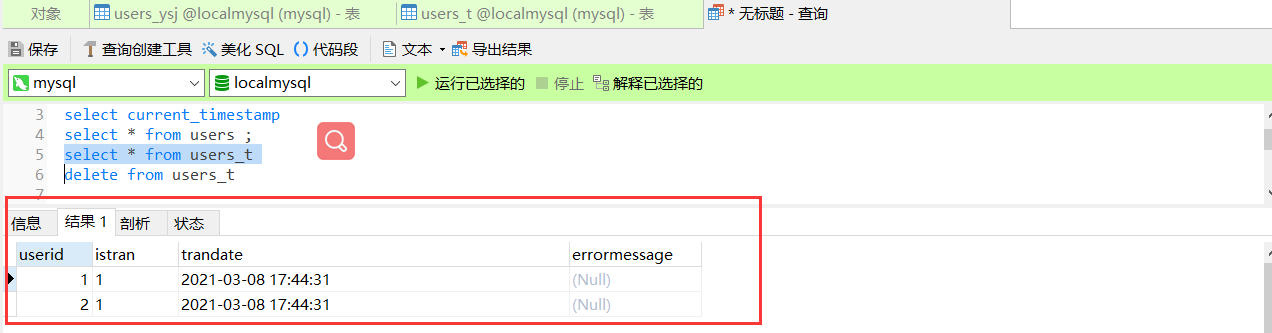 对象 users_ysj @localmysql (mysql) - 表 users_t @localmysql (mysql) - 表 * 无标题 - 查询
保存 查询创建工具 美化 SQL () 代码段 文本 导出结果
mysql localmysql 运行已选择的 停止 解释已选择的
3 select current_timestamp
4 select * from users ;
5 select * from users_t
6 delete from users_t
7
信息 结果 1 剖析 状态
userid istran trandate errormessage
1 1 2021-03-08 17:44:31 (Null)
2 1 2021-03-08 17:44:31 (Null)